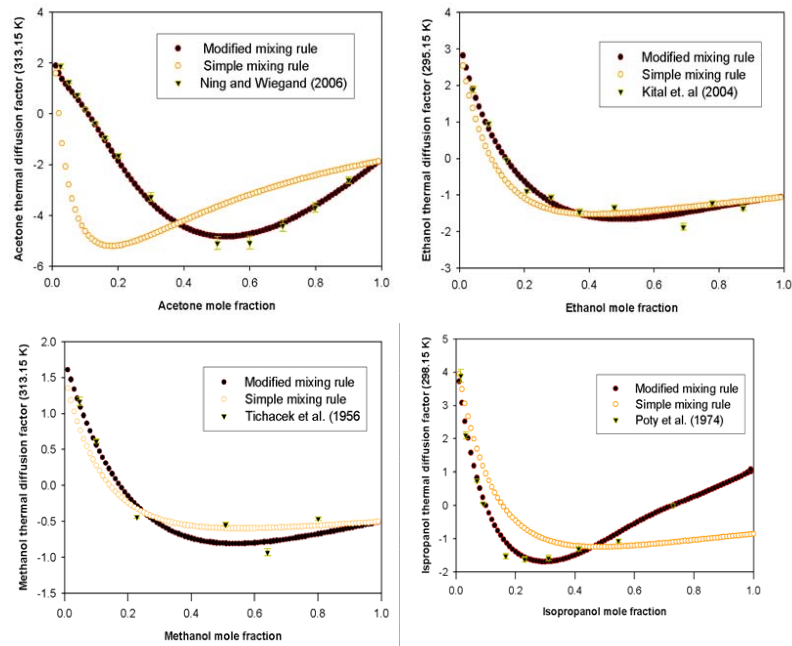 Acetone thermal diffusion factor (313.15 K)
4
2
0
-2
-4
-6
Modified mixing rule
Simple mixing rule
Ning and Wiegand (2006)
0.0 0.2 0.4 0.6 0.8 1.0
Acetone mole fraction
Ethanol thermal diffusion factor (295.15 K)
4
3
2
1
0
-1
-2
-3
Modified mixing rule
Simple mixing rule
Kital et. al (2004)
0.0 0.2 0.4 0.6 0.8 1.0
Ethanol mole fraction
Methanol thermal diffusion factor (313.15 K)
2.0
1.5
1.0
0.5
0.0
-0.5
-1.0
-1.5
Modified mixing rule
Simple mixing rule
Tichacek et al. (1956
0.0 0.2 0.4 0.6 0.8 1.0
Methanol mole fraction
Ispropanol thermal diffusion factor (298.15 K)
5
4
3
2
1
0
-1
-2
Modified mixing rule
Simple mixing rule
Poty et al. (1974)
0.0 0.2 0.4 0.6 0.8 1.0
Isopropanol mole fraction